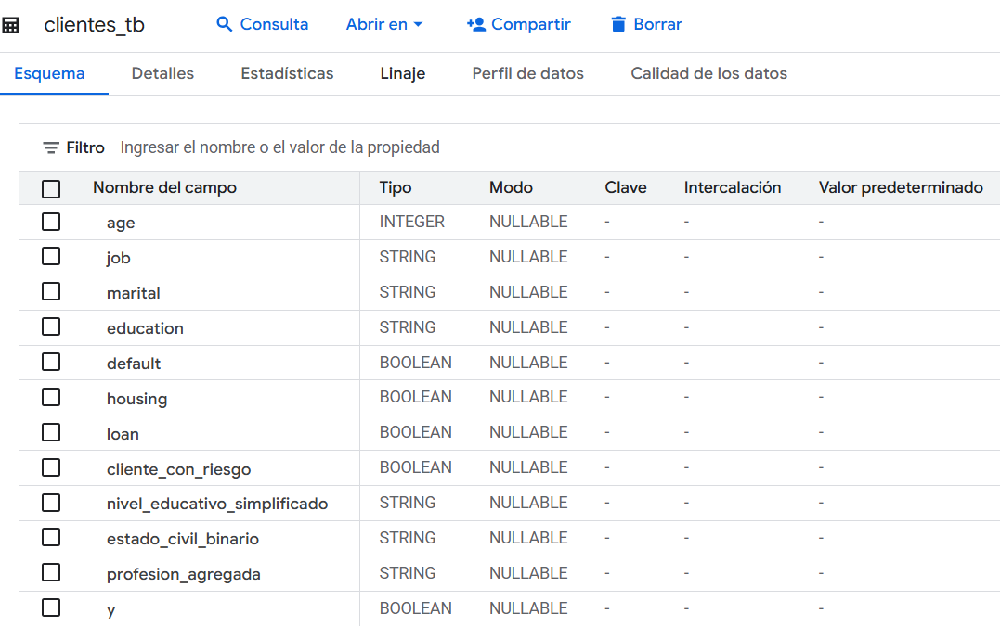 clientes_tb Consulta Abrir en Compartir Borrar
Esquema Detalles Estadísticas Linaje Perfil de datos Calidad de los datos
Filtro Ingresar el nombre o el valor de la propiedad
Nombre del campo Tipo Modo Clave Intercalación Valor predeterminado
age INTEGER NULLABLE - - -
job STRING NULLABLE - - -
marital STRING NULLABLE - - -
education STRING NULLABLE - - -
default BOOLEAN NULLABLE - - -
housing BOOLEAN NULLABLE - - -
loan BOOLEAN NULLABLE - - -
cliente_con_riesgo BOOLEAN NULLABLE - - -
nivel_educativo_simplificado STRING NULLABLE - - -
estado_civil_binario STRING NULLABLE - - -
profesion_agregada STRING NULLABLE - - -
y BOOLEAN NULLABLE - - -